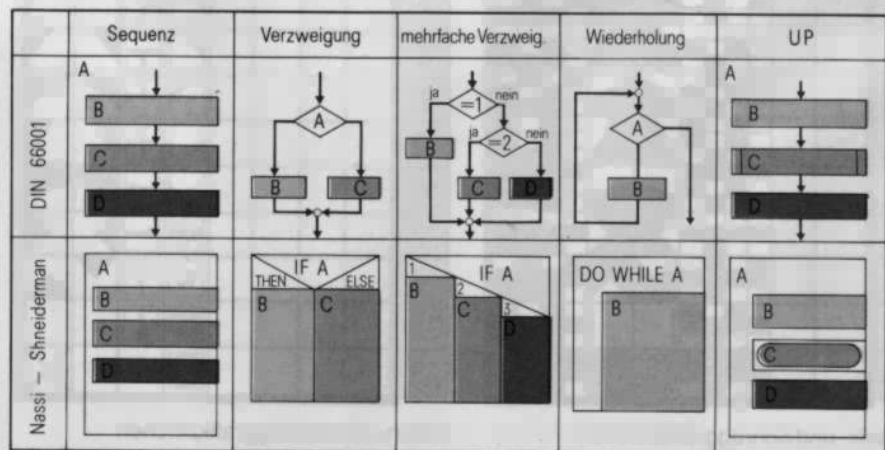 Sequenz
Verzweigung
mehrfache Verzweig.
Wiederholung
UP
DIN 66001
A
B
C
D
A
B
C
ja
=1
nein
ja
=2
nein
B
C
D
A
B
A
B
C
D
Nassi – Shneiderman
A
B
C
D
IF A
THEN
ELSE
B
C
1
IF A
B
2
C
3
D
DO WHILE A
B
A
B
C
D